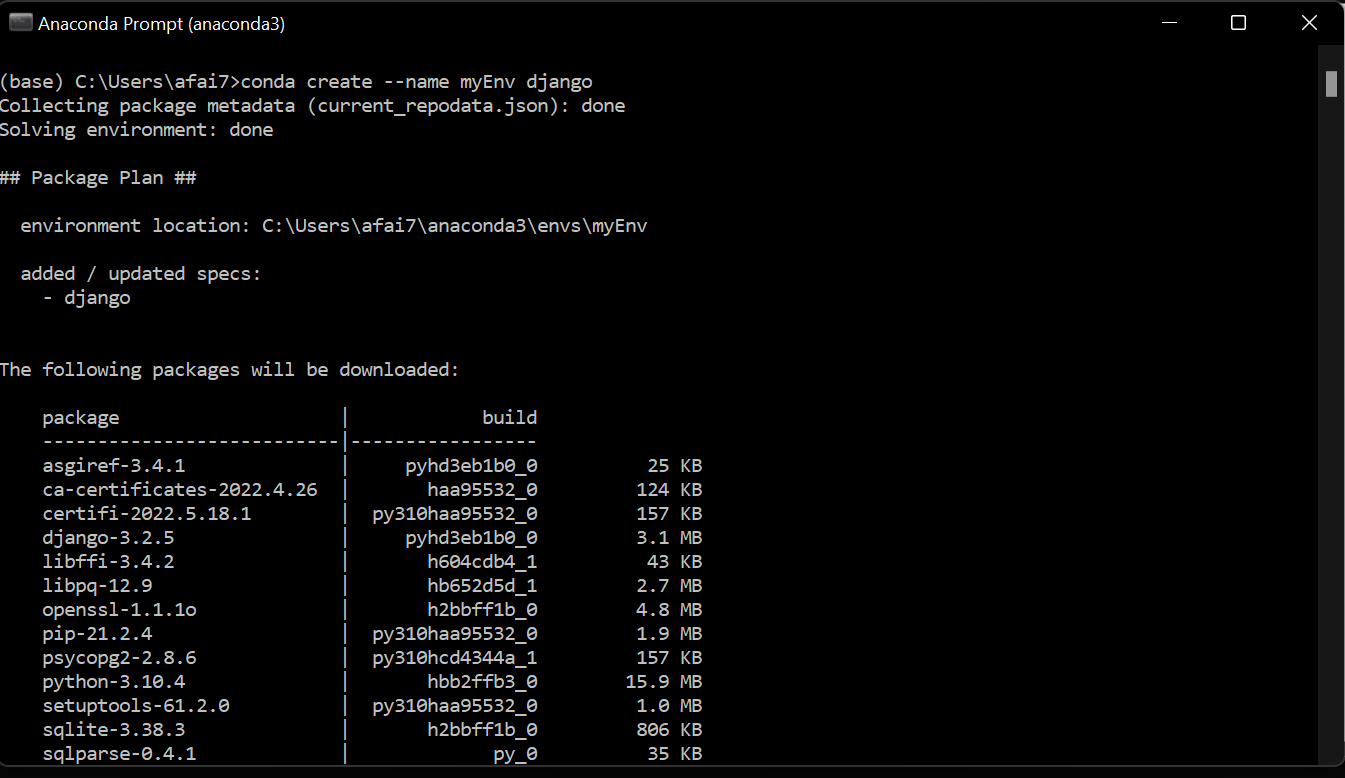 Anaconda Prompt (anaconda3)
(base) C:\Users\afai7>conda create --name myEnv django
Collecting package metadata (current_repodata.json): done
Solving environment: done
## Package Plan ##
environment location: C:\Users\afai7\anaconda3\envs\myEnv
added / updated specs:
- django
The following packages will be downloaded:
package | build
---------------------------|-----------------
asgiref-3.4.1 | pyhd3eb1b0_0 25 KB
ca-certificates-2022.4.26 | haa95532_0 124 KB
certifi-2022.5.18.1 | py310haa95532_0 157 KB
django-3.2.5 | pyhd3eb1b0_0 3.1 MB
libffi-3.4.2 | h604cdb4_1 43 KB
libpq-12.9 | hb652d5d_1 2.7 MB
openssl-1.1.1o | h2bbff1b_0 4.8 MB
pip-21.2.4 | py310haa95532_0 1.9 MB
psycopg2-2.8.6 | py310hcd4344a_1 157 KB
python-3.10.4 | hbb2ffb3_0 15.9 MB
setuptools-61.2.0 | py310haa95532_0 1.0 MB
sqlite-3.38.3 | h2bbff1b_0 806 KB
sqlparse-0.4.1 | py_0 35 KB